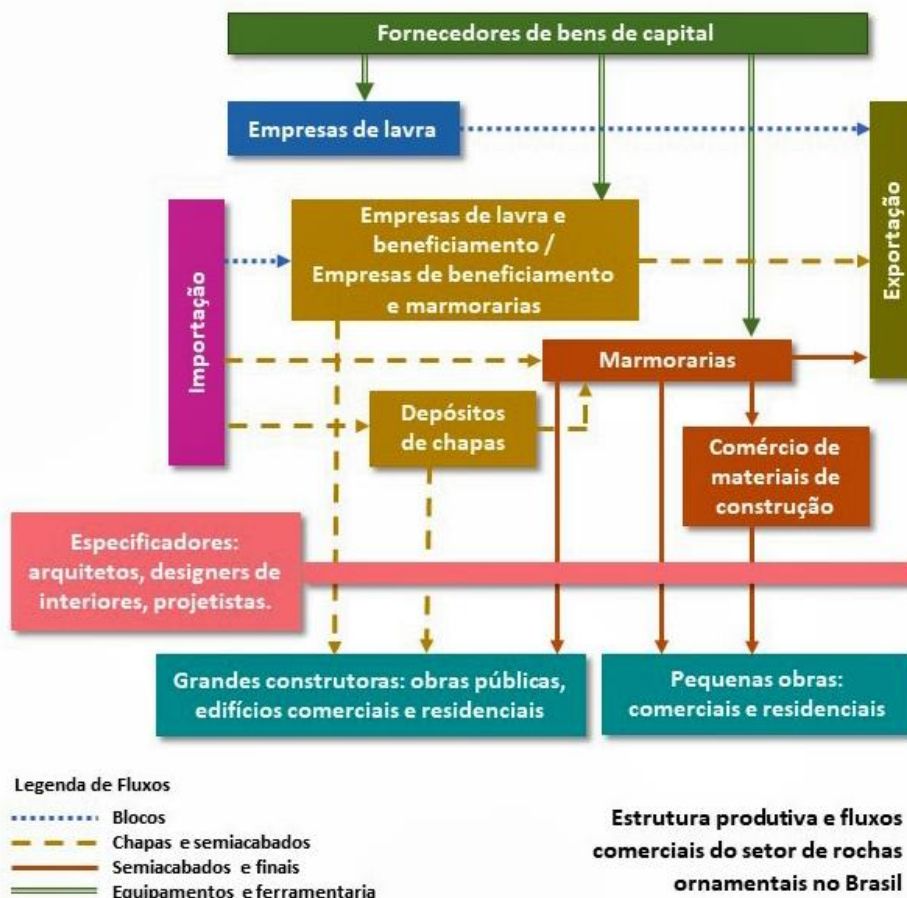 Fornecedores de bens de capital
Empresas de lavra
Exportação
Empresas de lavra e
beneficiamento /
Empresas de beneficiamento
e marmorarias
Importação
Marmorarias
Depósitos
de chapas
Comércio de
materiais de
construção
Especificadores:
arquitetos, designers de
interiores, projetistas.
Grandes construtoras: obras públicas,
edifícios comerciais e residenciais
Pequenas obras:
comerciais e residenciais
Legenda de Fluxos
Blocos
Chapas e semiacabados
Semiacabados e finais
Equipamentos e ferramentaria
Estrutura produtiva e fluxos
comerciais do setor de rochas
ornamentais no Brasil